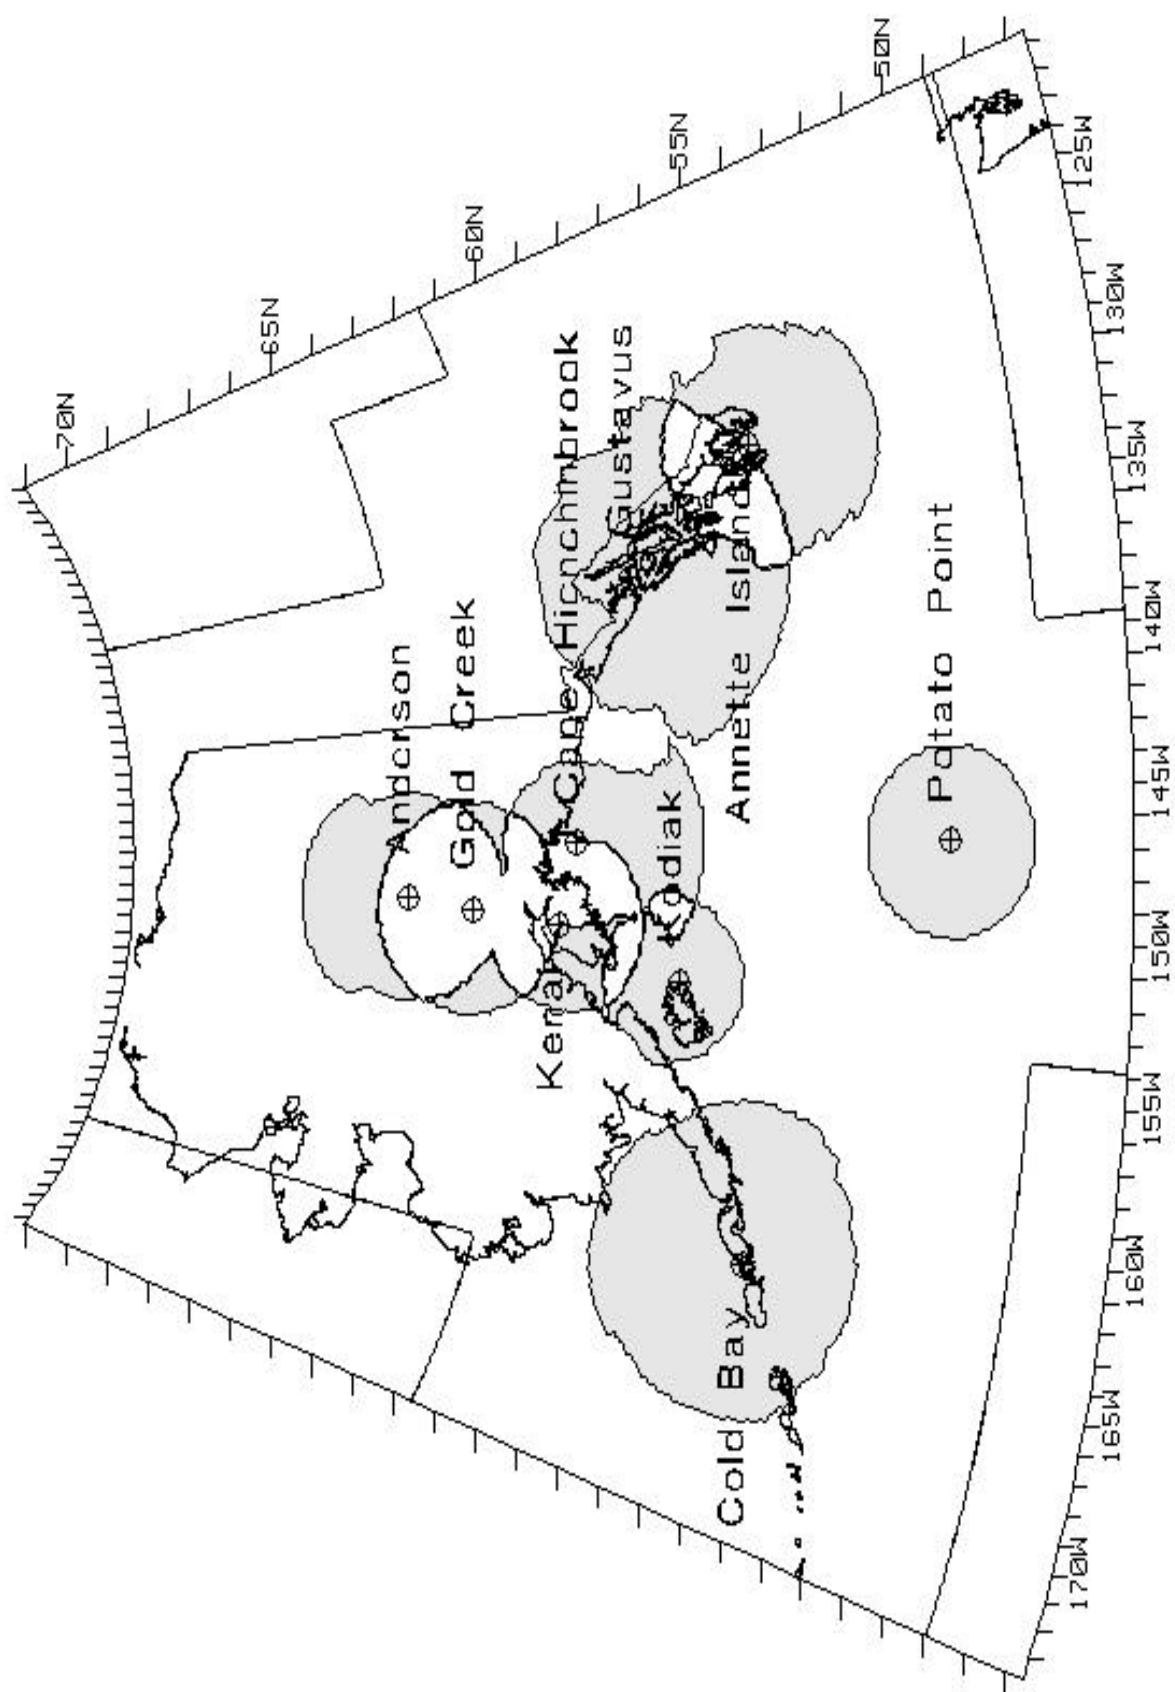 70N
65N
Anderson
Gold Creek
60N
Kenai
Cape Hicnchinbrook
Gustavus
Kodiak
55N
Cold Bay
Annette Island
50N
Potato Point
170W 165W 160W 155W 150W 145W 140W 135W 130W 125W